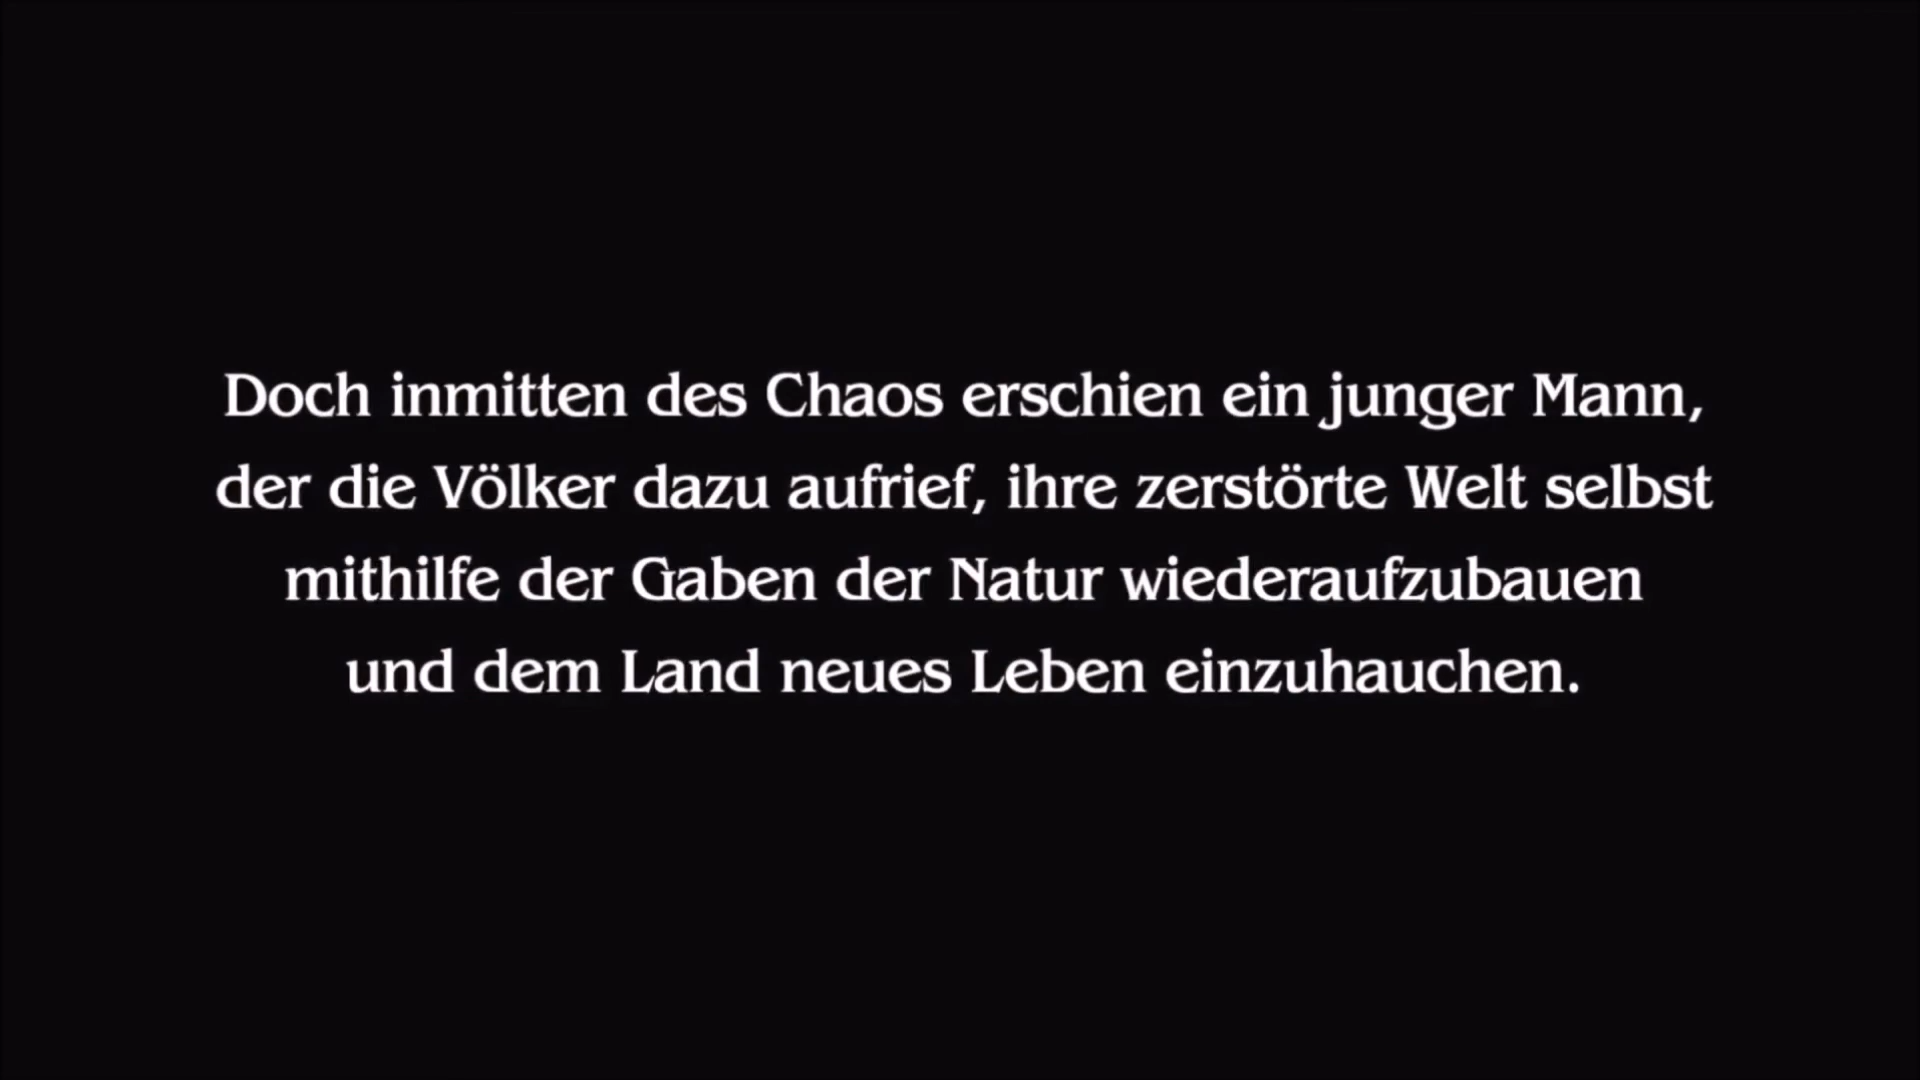 Doch inmitten des Chaos erschien ein junger Mann,
der die Völker dazu aufrief, ihre zerstörte Welt selbst
mithilfe der Gaben der Natur wiederaufzubauen
und dem Land neues Leben einzuhauchen.